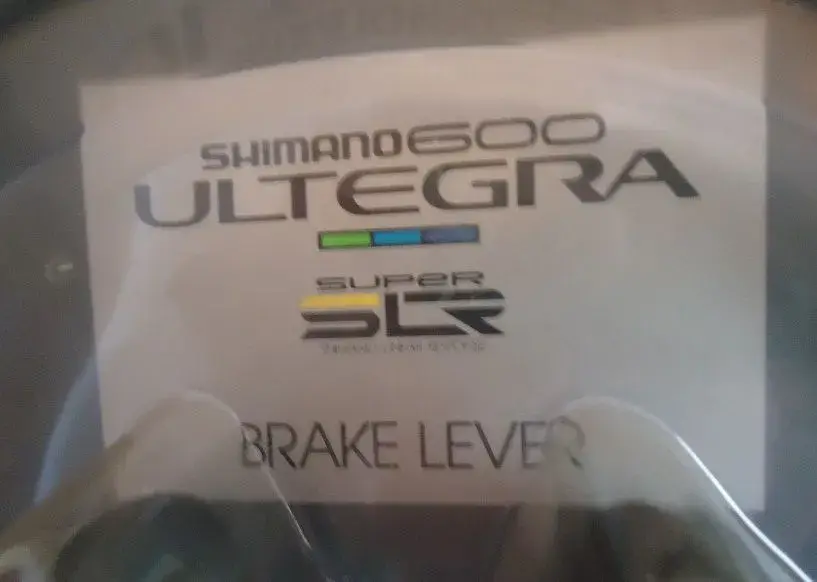 SHIMANO 600
ULTEGRA
SUPER
SLR
BRAKE LEVER